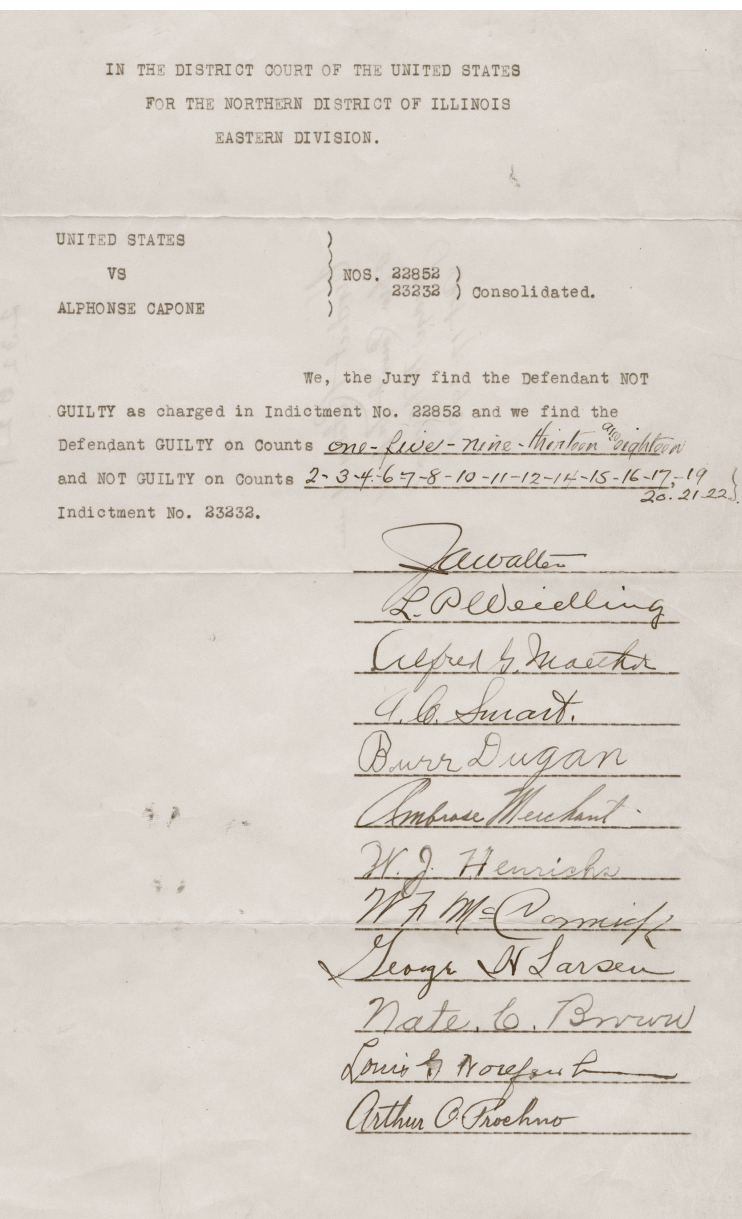 IN THE DISTRICT COURT OF THE UNITED STATES
FOR THE NORTHERN DISTRICT OF ILLINOIS
EASTERN DIVISION.
UNITED STATES )
VS ) NOS. 22852 )
23232 ) Consolidated.
ALPHONSE CAPONE )
We, the Jury find the Defendant NOT
GUILTY as charged in Indictment No. 22852 and we find the
Defendant GUILTY on Counts one - five - nine - thirteen and eighteen
and NOT GUILTY on Counts 2-3-4-6-7-8-10-11-12-14-15-16-17-19
20-21-22 }
Indictment No. 23232.
L. P. Weidling
Alfred G. Maether
A. C. Smart.
Burr Dugan
Ambrose Merchant
W. J. Henrichs
W F McCormick
George H Larsen
Nate. C. Brown
Louis G
Arthur O. Prochno